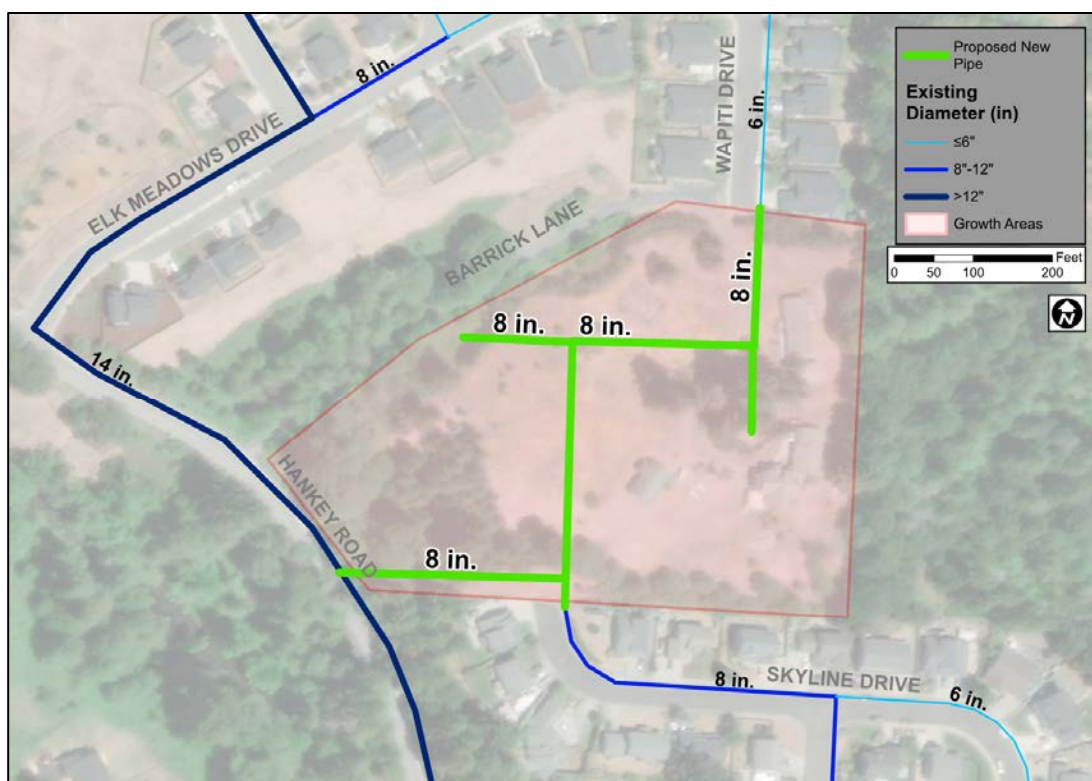 8 in.
WAPITI DRIVE
6 in.
ELK MEADOWS DRIVE
BARRICK LANE
8 in.
8 in.
8 in.
14 in.
HANKEY ROAD
8 in.
8 in.
SKYLINE DRIVE
6 in.
Proposed New
Pipe
Existing
Diameter (in)
≤6"
8"-12"
>12"
Growth Areas
Feet
0 50 100 200
N